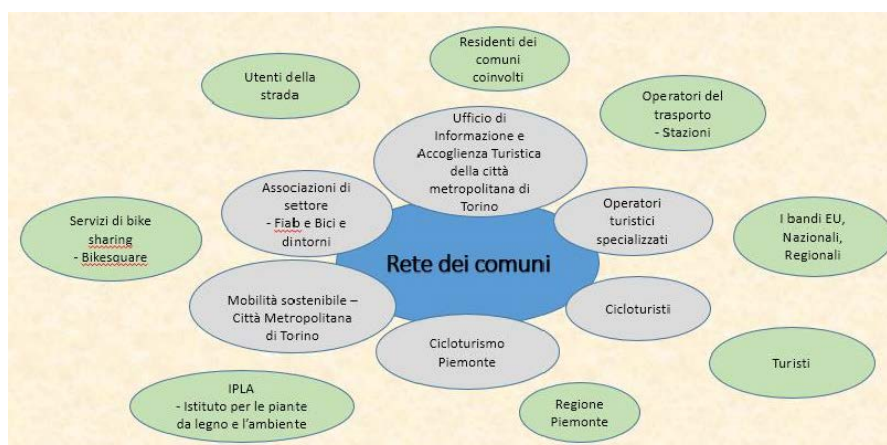 Residenti dei
comuni
coinvolti
Utenti della
strada
Operatori del
trasporto
- Stazioni
Ufficio di
Informazione e
Accoglienza Turistica
della città
metropolitana di
Torino
Associazioni di
settore
- Fiab e Bici e
dintorni
Operatori
turistici
specializzati
Servizi di bike
sharing
- Bikesquare
I bandi EU,
Nazionali,
Regionali
Rete dei comuni
Mobilità sostenibile –
Città Metropolitana
di Torino
Cicloturisti
Cicloturismo
Piemonte
Turisti
IPLA
- Istituto per le piante
da legno e l'ambiente
Regione
Piemonte